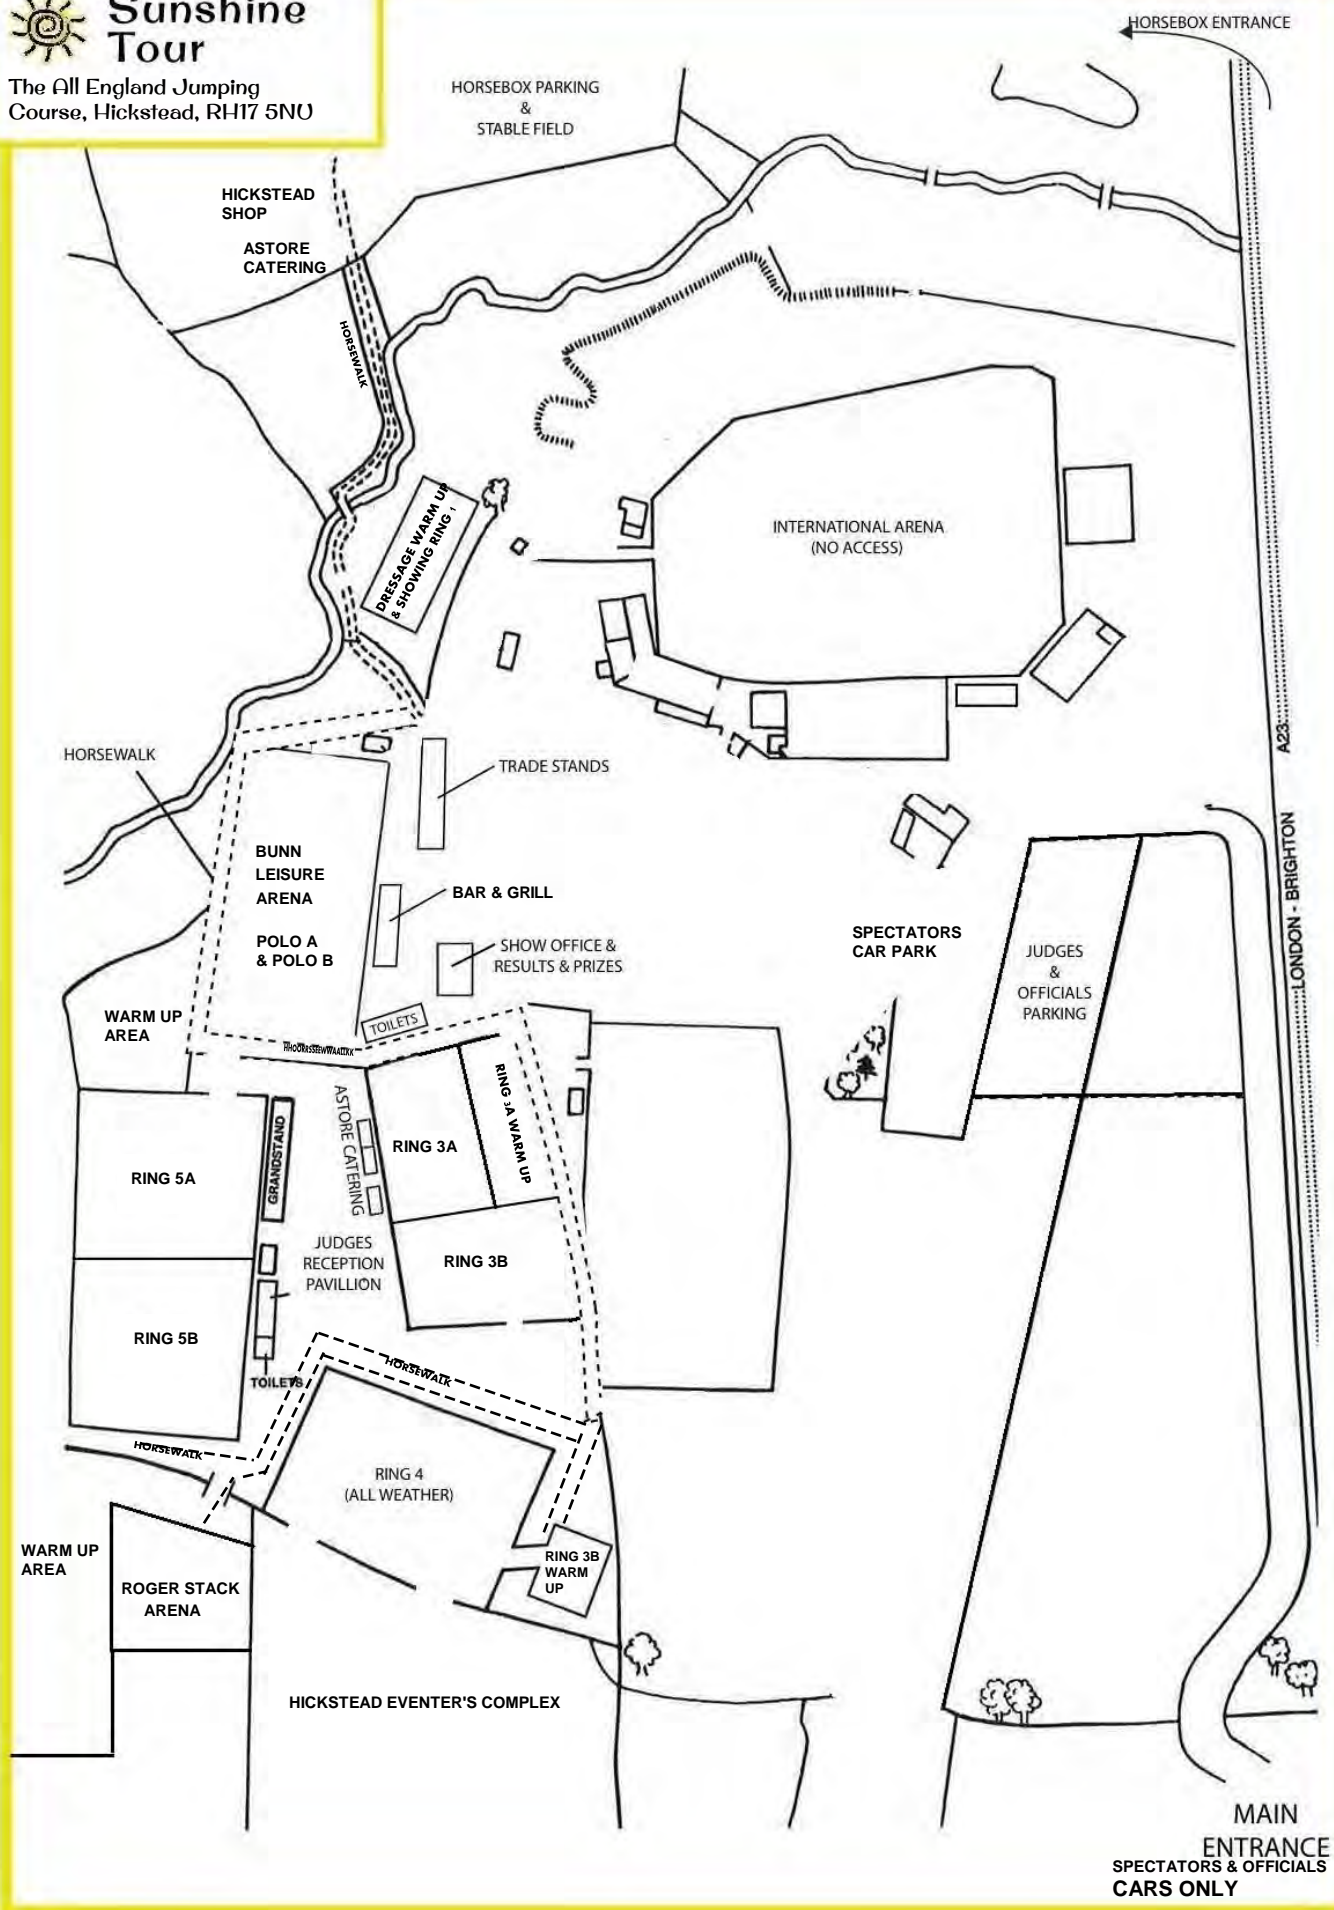 Sunshine
Tour
The All England Jumping
Course, Hickstead, RH17 5NU
HORSEBOX ENTRANCE
HORSEBOX PARKING
&
STABLE FIELD
HICKSTEAD
SHOP
ASTORE
CATERING
HORSEWALK
DRESSAGE WARM UP
& SHOWING RING 1
INTERNATIONAL ARENA
(NO ACCESS)
A23
LONDON - BRIGHTON
HORSEWALK
TRADE STANDS
BUNN
LEISURE
ARENA
POLO A
& POLO B
BAR & GRILL
SHOW OFFICE &
RESULTS & PRIZES
SPECTATORS
CAR PARK
JUDGES
&
OFFICIALS
PARKING
WARM UP
AREA
TOILETS
HHOORRSSEEWWAALLKK
RING 3A WARM UP
ASTORE CATERING
GRANDSTAND
RING 3A
RING 5A
JUDGES
RECEPTION
PAVILLION
RING 3B
RING 5B
TOILETS
HORSEWALK
HORSEWALK
RING 4
(ALL WEATHER)
WARM UP
AREA
ROGER STACK
ARENA
RING 3B
WARM
UP
HICKSTEAD EVENTER'S COMPLEX
MAIN
ENTRANCE
SPECTATORS & OFFICIALS
CARS ONLY